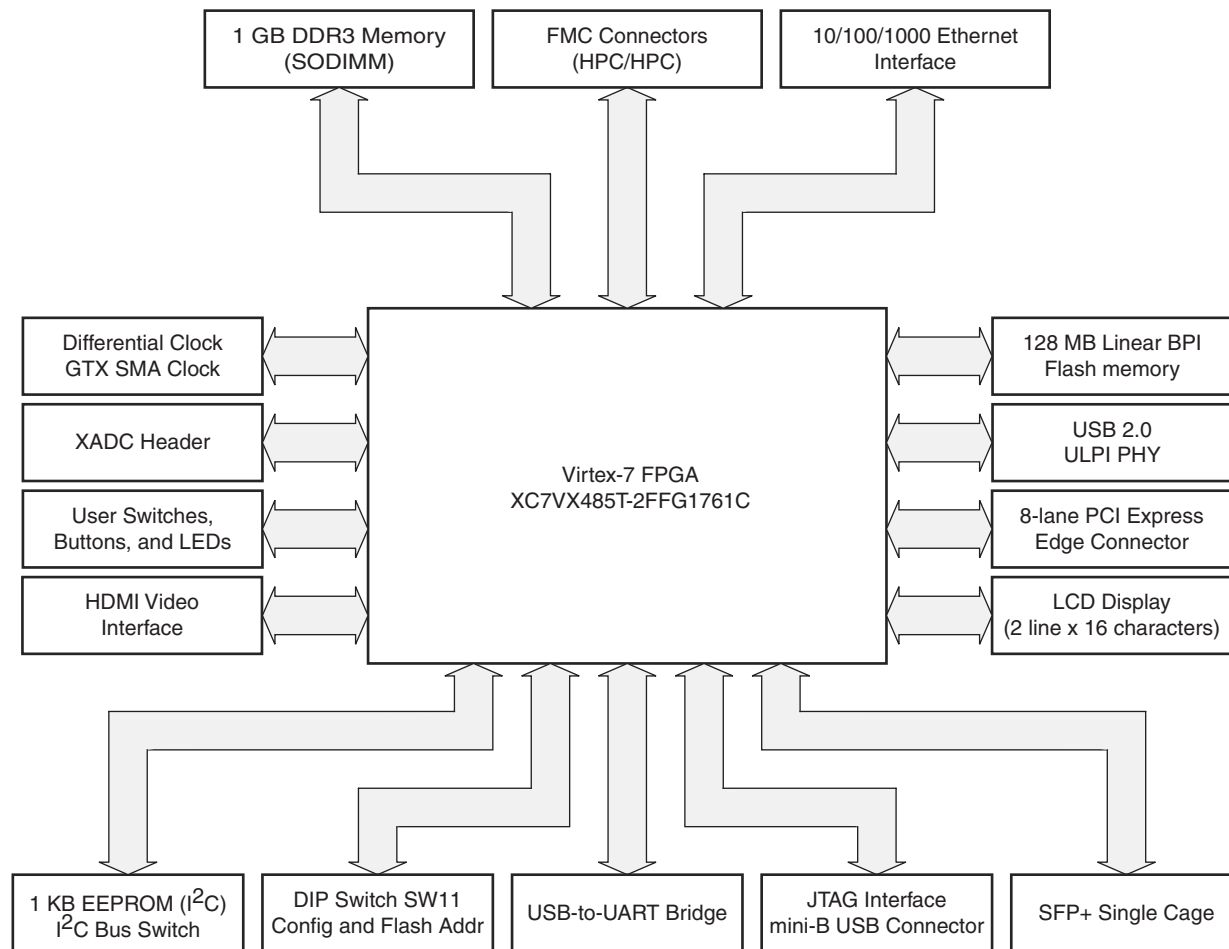 1 GB DDR3 Memory
(SODIMM)
FMC Connectors
(HPC/HPC)
10/100/1000 Ethernet
Interface
Differential Clock
GTX SMA Clock
XADC Header
User Switches,
Buttons, and LEDs
HDMI Video
Interface
Virtex-7 FPGA
XC7VX485T-2FFG1761C
128 MB Linear BPI
Flash memory
USB 2.0
ULPI PHY
8-lane PCI Express
Edge Connector
LCD Display
(2 line x 16 characters)
1 KB EEPROM (I²C)
I²C Bus Switch
DIP Switch SW11
Config and Flash Addr
USB-to-UART Bridge
JTAG Interface
mini-B USB Connector
SFP+ Single Cage